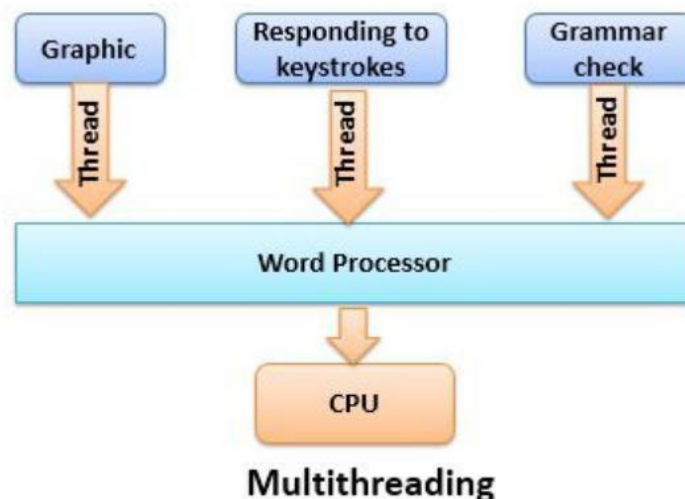 Graphic
Responding to
keystrokes
Grammar
check
Thread
Thread
Thread
Word Processor
CPU
Multithreading